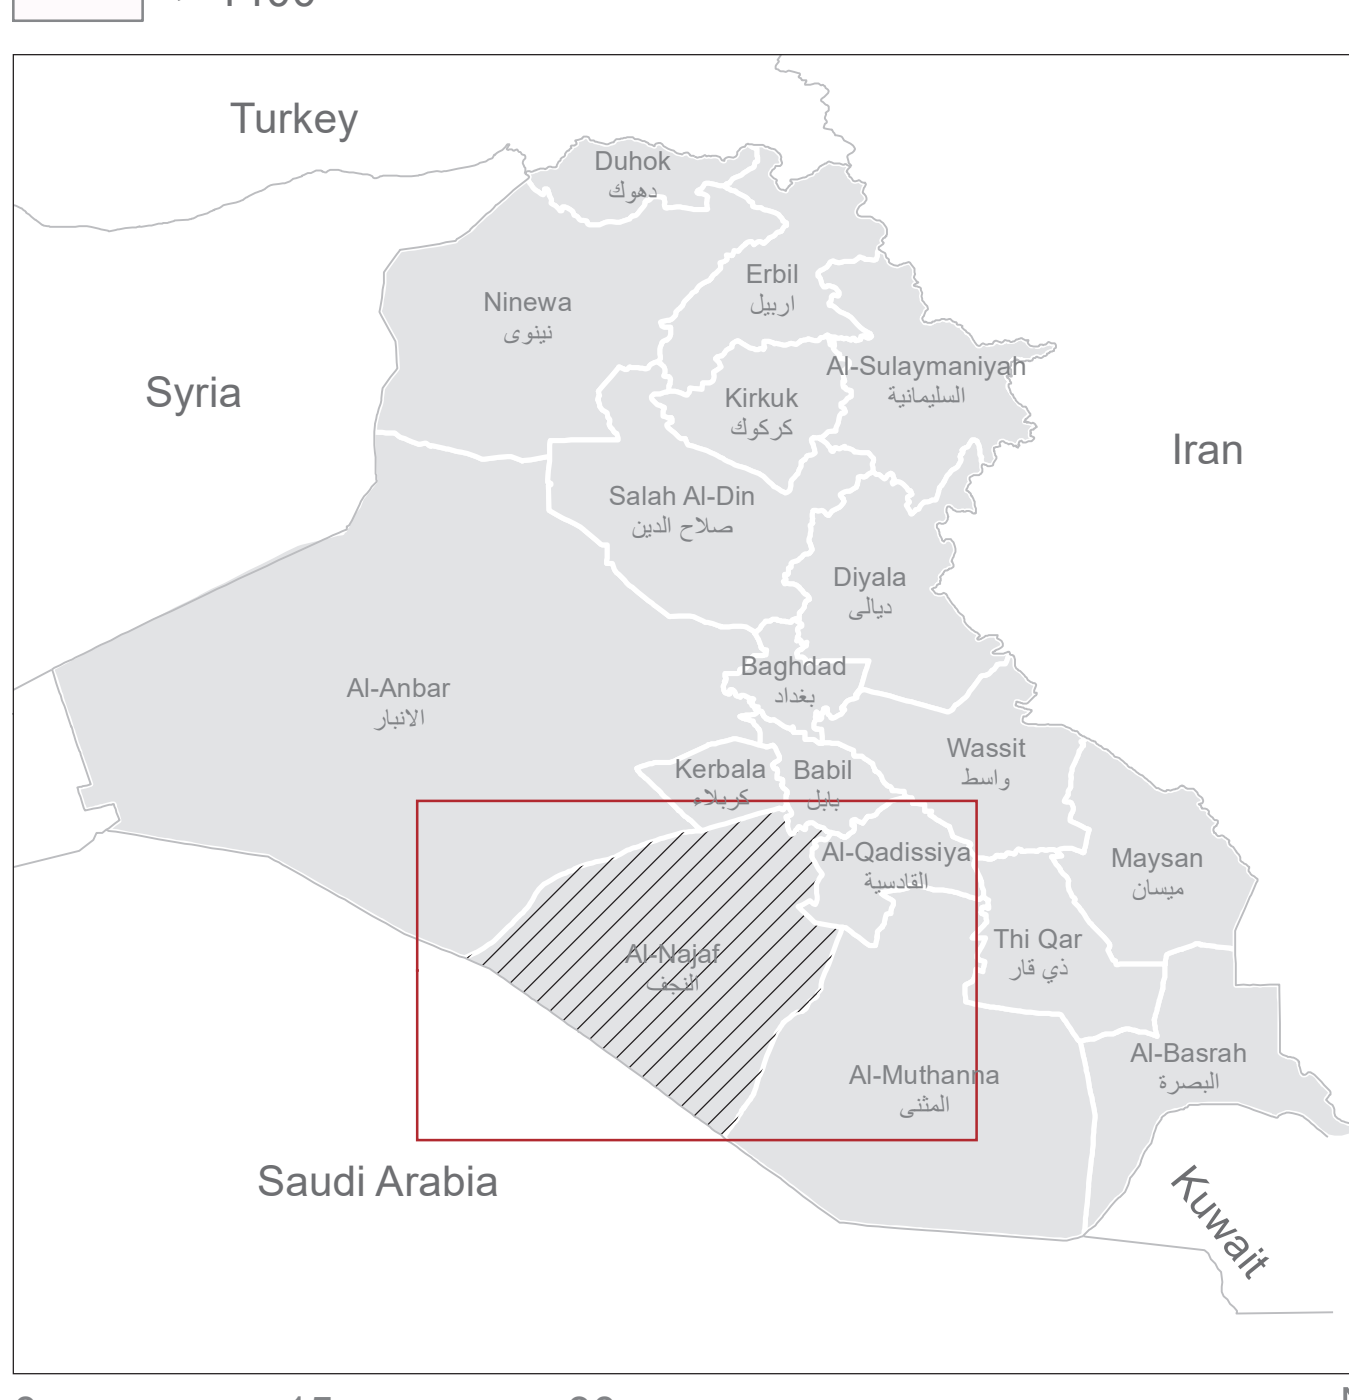 Turkey
Duhok
دهوك
Erbil
اربيل
Ninewa
نينوى
Al-Sulaymaniyah
السليمانية
Syria
Kirkuk
كركوك
Iran
Salah Al-Din
صلاح الدين
Diyala
ديالى
Baghdad
بغداد
Al-Anbar
الانبار
Wassit
واسط
Kerbala
كربلاء
Babil
بابل
Al-Qadissiya
القادسية
Maysan
ميسان
Al-Najaf
النجف
Thi Qar
ذي قار
Al-Basrah
البصرة
Al-Muthanna
المثنى
Saudi Arabia
Kuwait